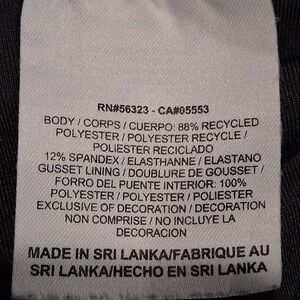 RN#56323 - CA#05553
BODY / CORPS / CUERPO: 88% RECYCLED
POLYESTER / POLYESTER RECYCLE /
POLIESTER RECICLADO
12% SPANDEX / ELASTHANNE / ELASTANO
GUSSET LINING / DOUBLURE DE GOUSSET /
FORRO DEL PUENTE INTERIOR: 100%
POLYESTER / POLYESTER / POLIESTER
EXCLUSIVE OF DECORATION / DECORATION
NON COMPRISE / NO INCLUYE LA
DECORACION
MADE IN SRI LANKA/FABRIQUE AU
SRI LANKA/HECHO EN SRI LANKA